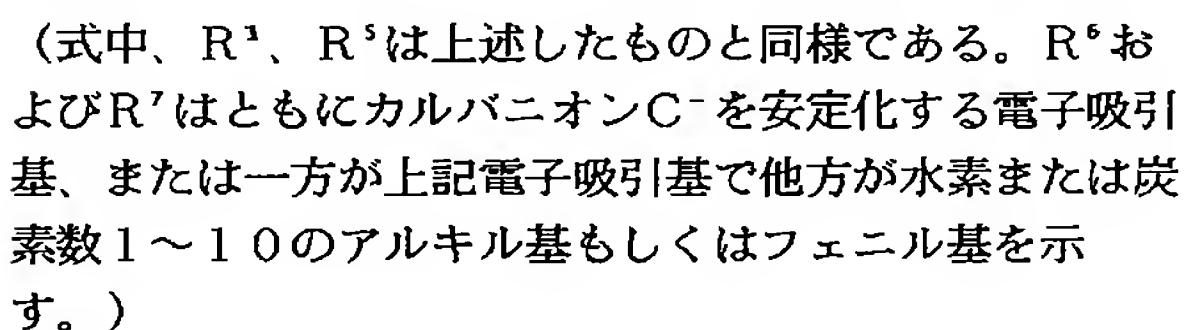 （式中、R¹、R⁵は上述したものと同様である。R⁶お
よびR⁷はともにカルバニオンC⁻を安定化する電子吸引
基、または一方が上記電子吸引基で他方が水素または炭
素数１～１０のアルキル基もしくはフェニル基を示
す。）